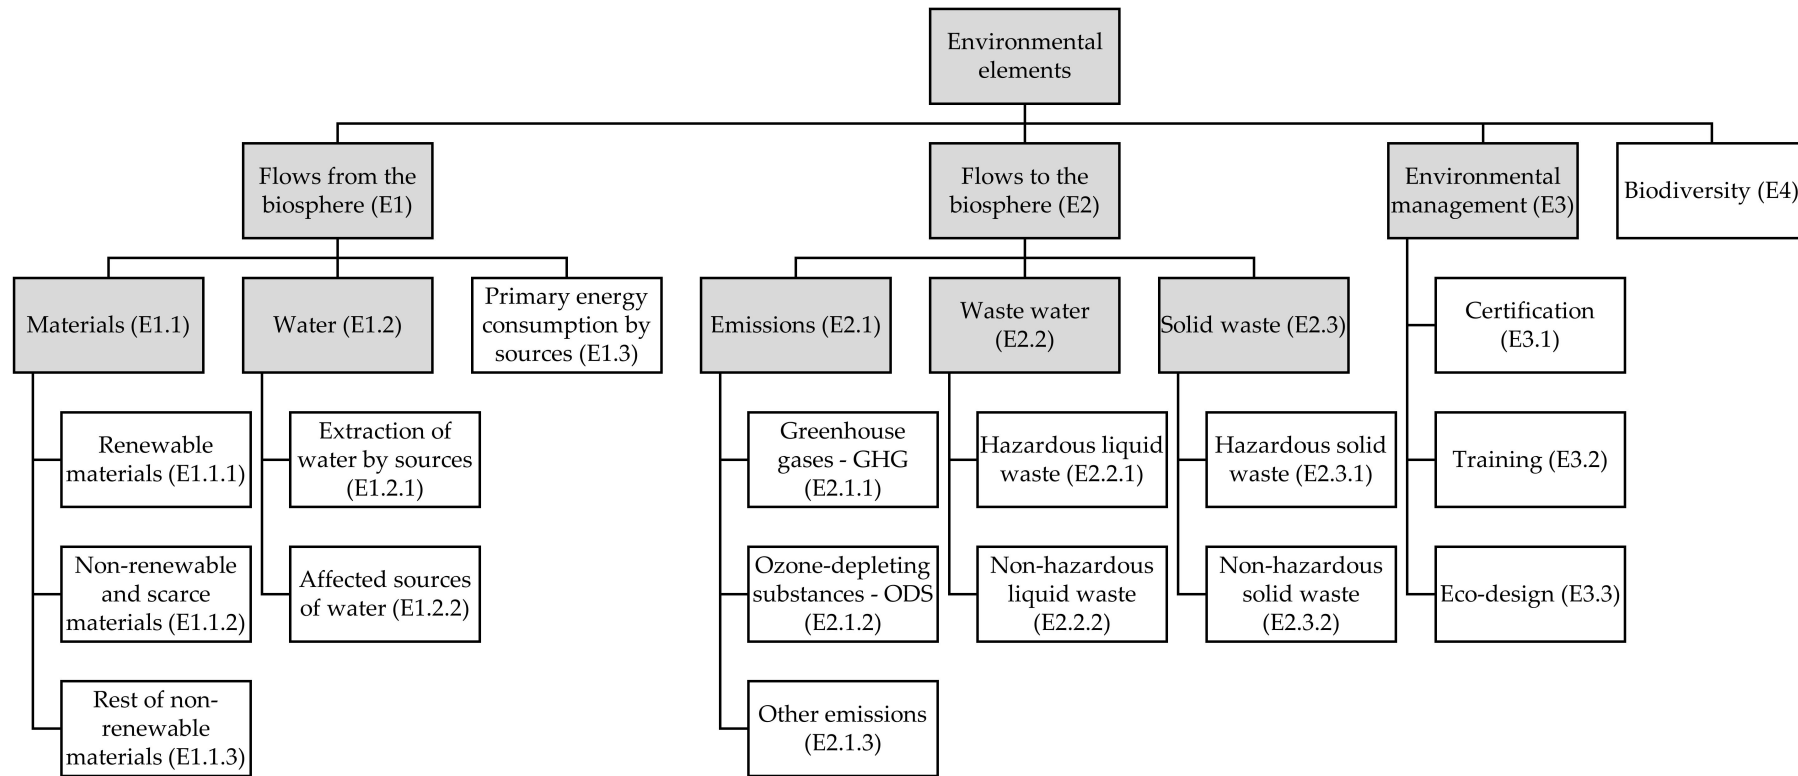 Environmental
elements
Flows from the
biosphere (E1)
Flows to the
biosphere (E2)
Environmental
management (E3)
Biodiversity (E4)
Materials (E1.1)
Water (E1.2)
Primary energy
consumption by
sources (E1.3)
Emissions (E2.1)
Waste water
(E2.2)
Solid waste (E2.3)
Certification
(E3.1)
Renewable
materials (E1.1.1)
Extraction of
water by sources
(E1.2.1)
Greenhouse
gases - GHG
(E2.1.1)
Hazardous liquid
waste (E2.2.1)
Hazardous solid
waste (E2.3.1)
Training (E3.2)
Non-renewable
and scarce
materials (E1.1.2)
Affected sources
of water (E1.2.2)
Ozone-depleting
substances - ODS
(E2.1.2)
Non-hazardous
liquid waste
(E2.2.2)
Non-hazardous
solid waste
(E2.3.2)
Eco-design (E3.3)
Rest of non-
renewable
materials (E1.1.3)
Other emissions
(E2.1.3)